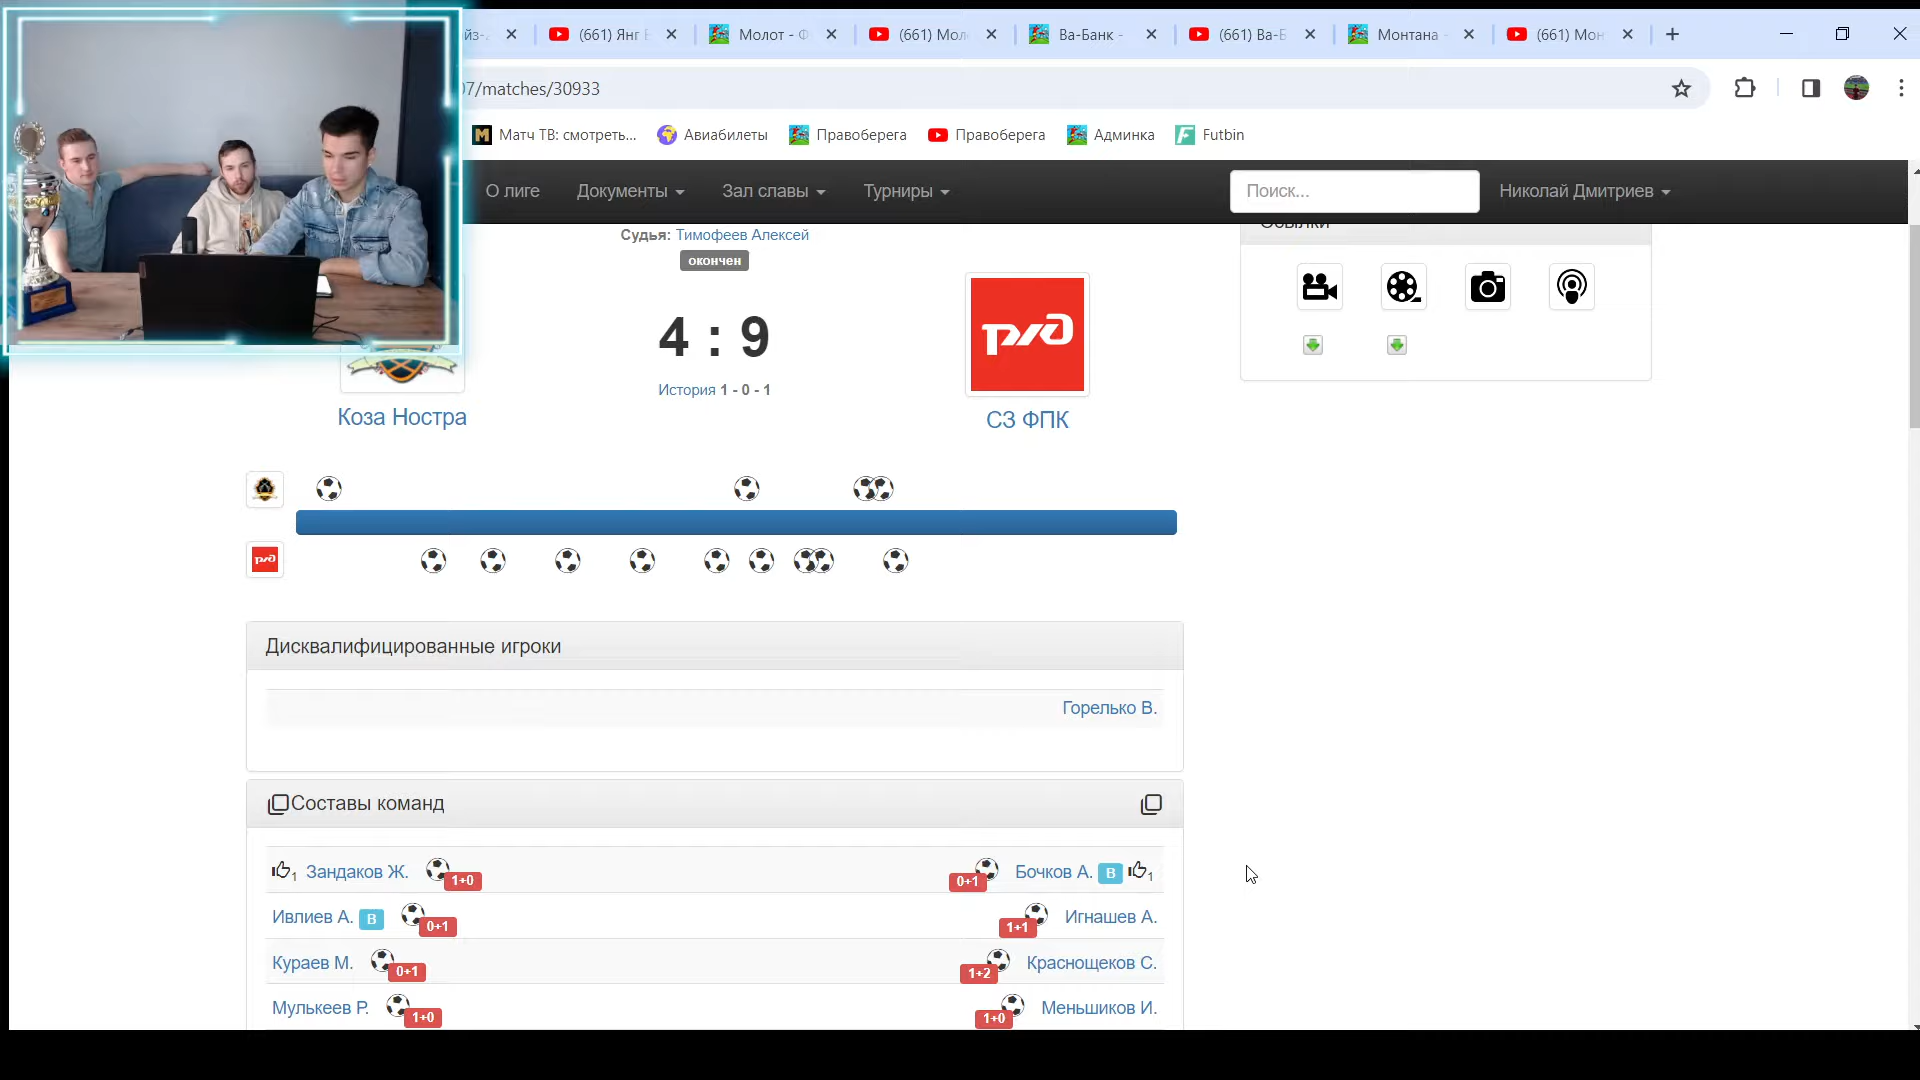 йз-
(661) Янг
Молот - Ф
(661) Мол
Ва-Банк -
(661) Ва-Б
Монтана -
(661) Мон
07/matches/30933
Матч ТВ: смотреть...
Авиабилеты
Правоберега
Правоберега
Админка
Futbin
О лиге
Документы
Зал славы
Турниры
Поиск...
Николай Дмитриев
Судья: Тимофеев Алексей
окончен
4 : 9
История 1 - 0 - 1
Коза Ностра
СЗ ФПК
Дисквалифицированные игроки
Горелько В.
Составы команд
1 Зандаков Ж. 1+0
0+1 Бочков А. В 1
Ивлиев А. В 0+1
1+1 Игнашев А.
Кураев М. 0+1
1+2 Краснощеков С.
Мулькеев Р. 1+0
1+0 Меньшиков И.